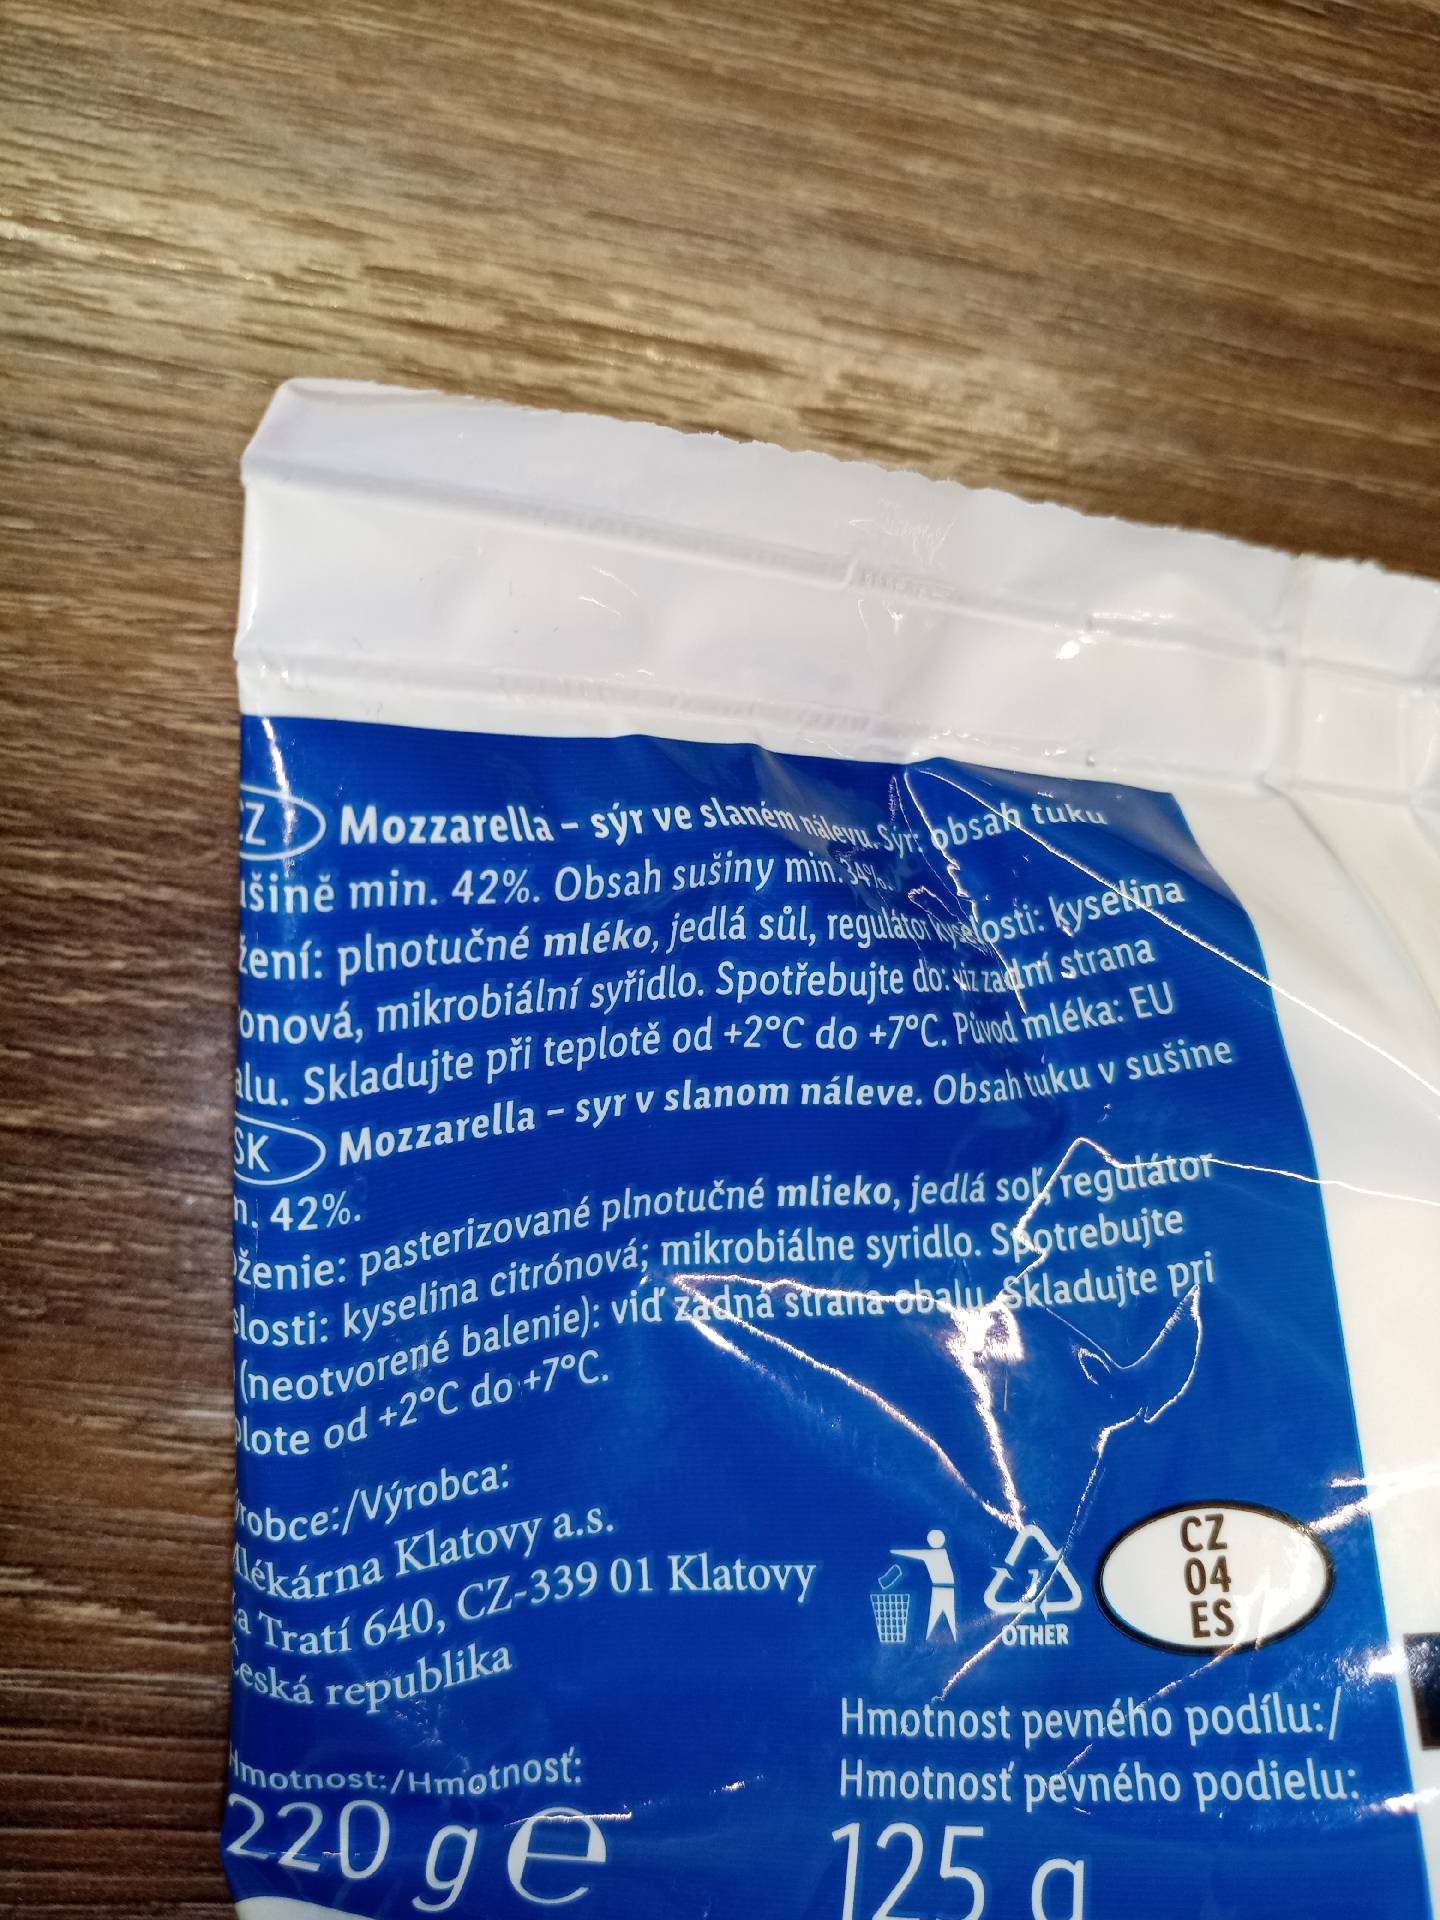 CZ Mozzarella – sýr ve slaném nálevu. Sýr: obsah tuku
ušině min. 42%. Obsah sušiny min. 34%.
žení: plnotučné mléko, jedlá sůl, regulátor kyselosti: kyselina
onová, mikrobiální syřidlo. Spotřebujte do: viz zadní strana
alu. Skladujte při teplotě od +2°C do +7°C. Původ mléka: EU
SK Mozzarella – syr v slanom náleve. Obsah tuku v sušine
n. 42%.
ženie: pasterizované plnotučné mlieko, jedlá soľ, regulátor
slosti: kyselina citrónová; mikrobiálne syridlo. Spotrebujte
(neotvorené balenie): viď zadná strana obalu. Skladujte pri
plote od +2°C do +7°C.
robce:/Výrobca:
lékárna Klatovy a.s.
a Tratí 640, CZ-339 01 Klatovy
eská republika
OTHER
CZ
04
ES
Hmotnost:/Hmotnosť:
220 g e
Hmotnost pevného podílu:/
Hmotnosť pevného podielu:
125 g